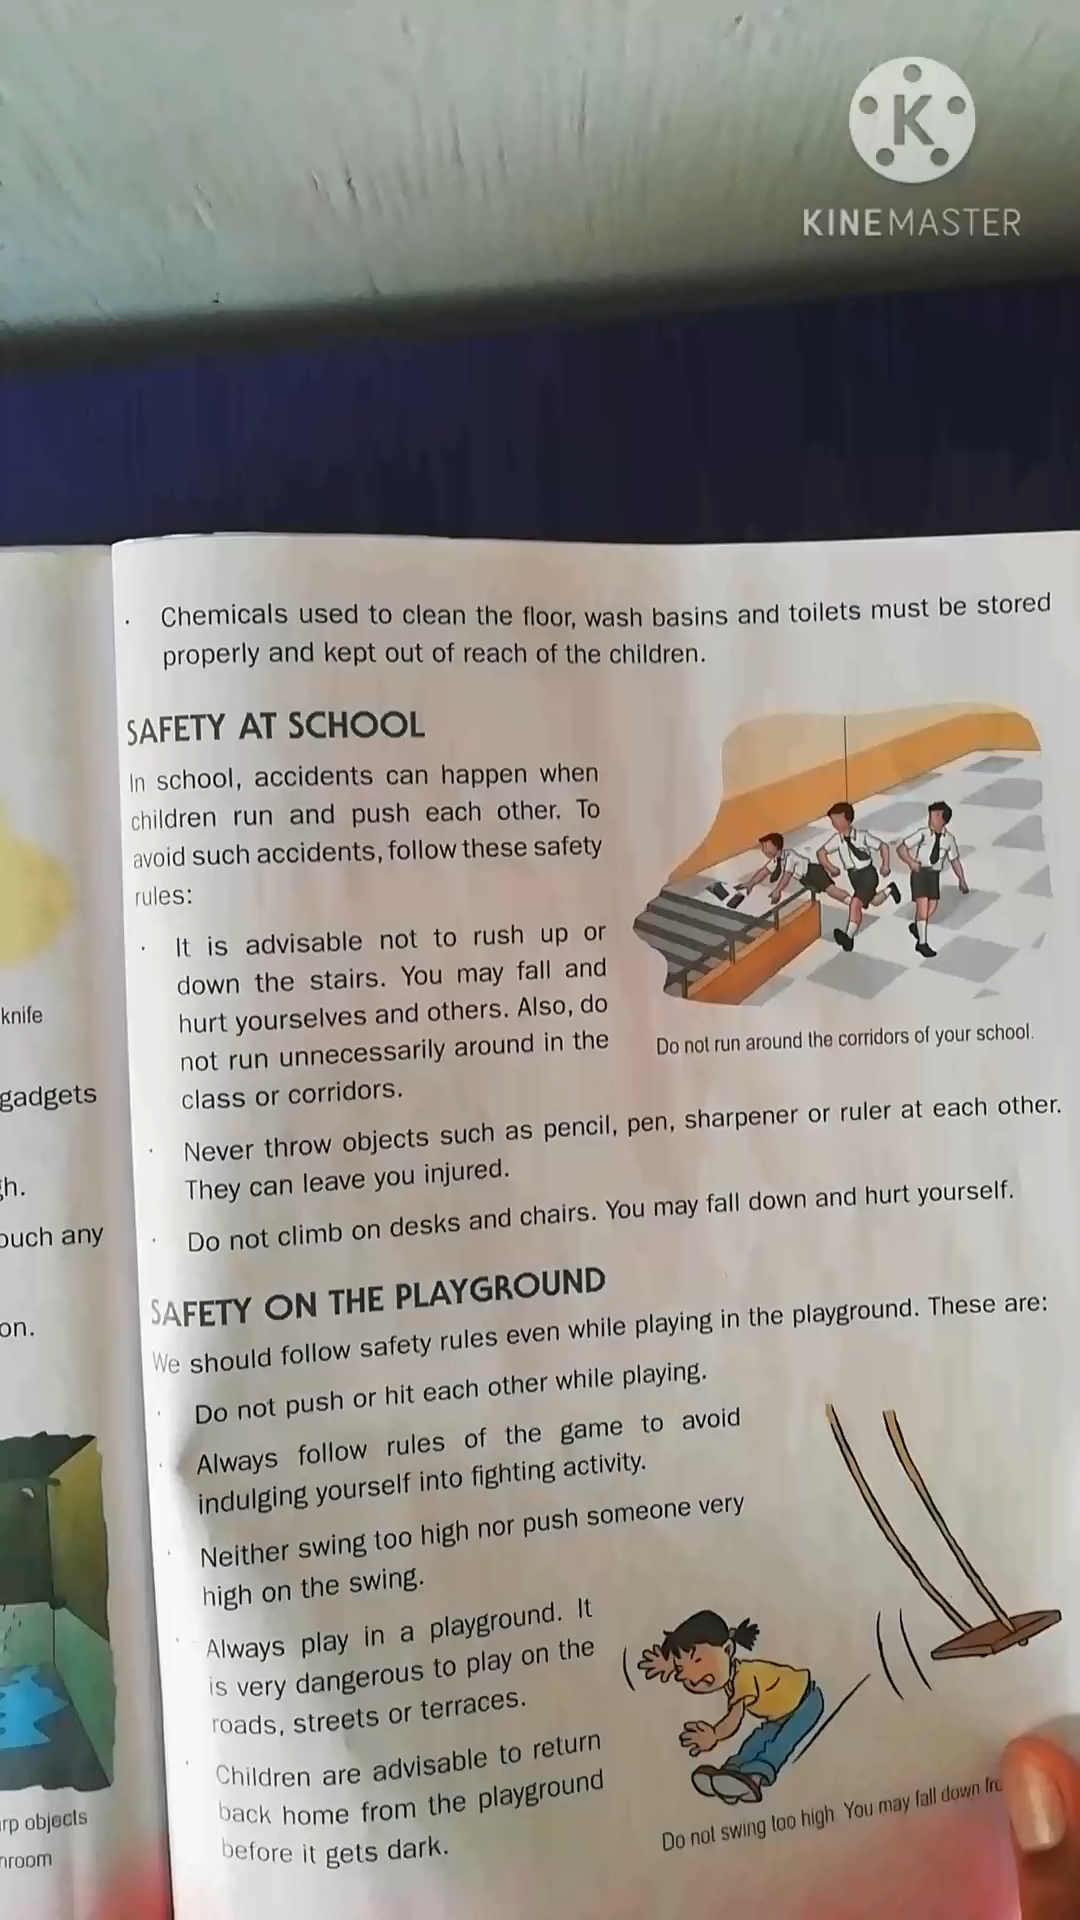 KINEMASTER
· Chemicals used to clean the floor, wash basins and toilets must be stored
properly and kept out of reach of the children.
SAFETY AT SCHOOL
In school, accidents can happen when
children run and push each other. To
avoid such accidents, follow these safety
rules:
· It is advisable not to rush up or
down the stairs. You may fall and
hurt yourselves and others. Also, do
not run unnecessarily around in the
class or corridors.
Do not run around the corridors of your school.
· Never throw objects such as pencil, pen, sharpener or ruler at each other.
They can leave you injured.
· Do not climb on desks and chairs. You may fall down and hurt yourself.
SAFETY ON THE PLAYGROUND
We should follow safety rules even while playing in the playground. These are:
· Do not push or hit each other while playing.
· Always follow rules of the game to avoid
indulging yourself into fighting activity.
· Neither swing too high nor push someone very
high on the swing.
· Always play in a playground. It
is very dangerous to play on the
roads, streets or terraces.
· Children are advisable to return
back home from the playground
before it gets dark.
Do not swing too high. You may fall down
knife
gadgets
any
on.
objects